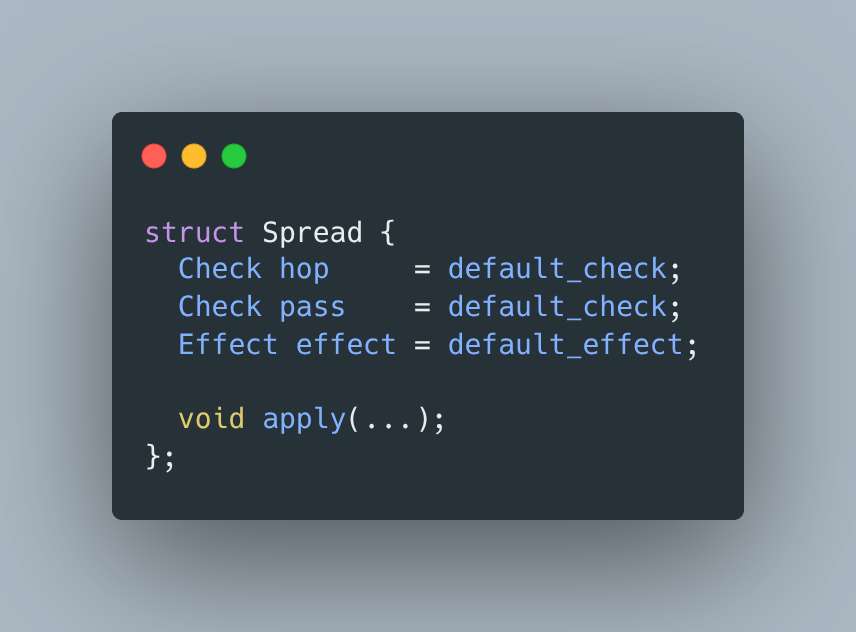 struct Spread {
  Check hop     = default_check;
  Check pass    = default_check;
  Effect effect = default_effect;

  void apply(...);
};